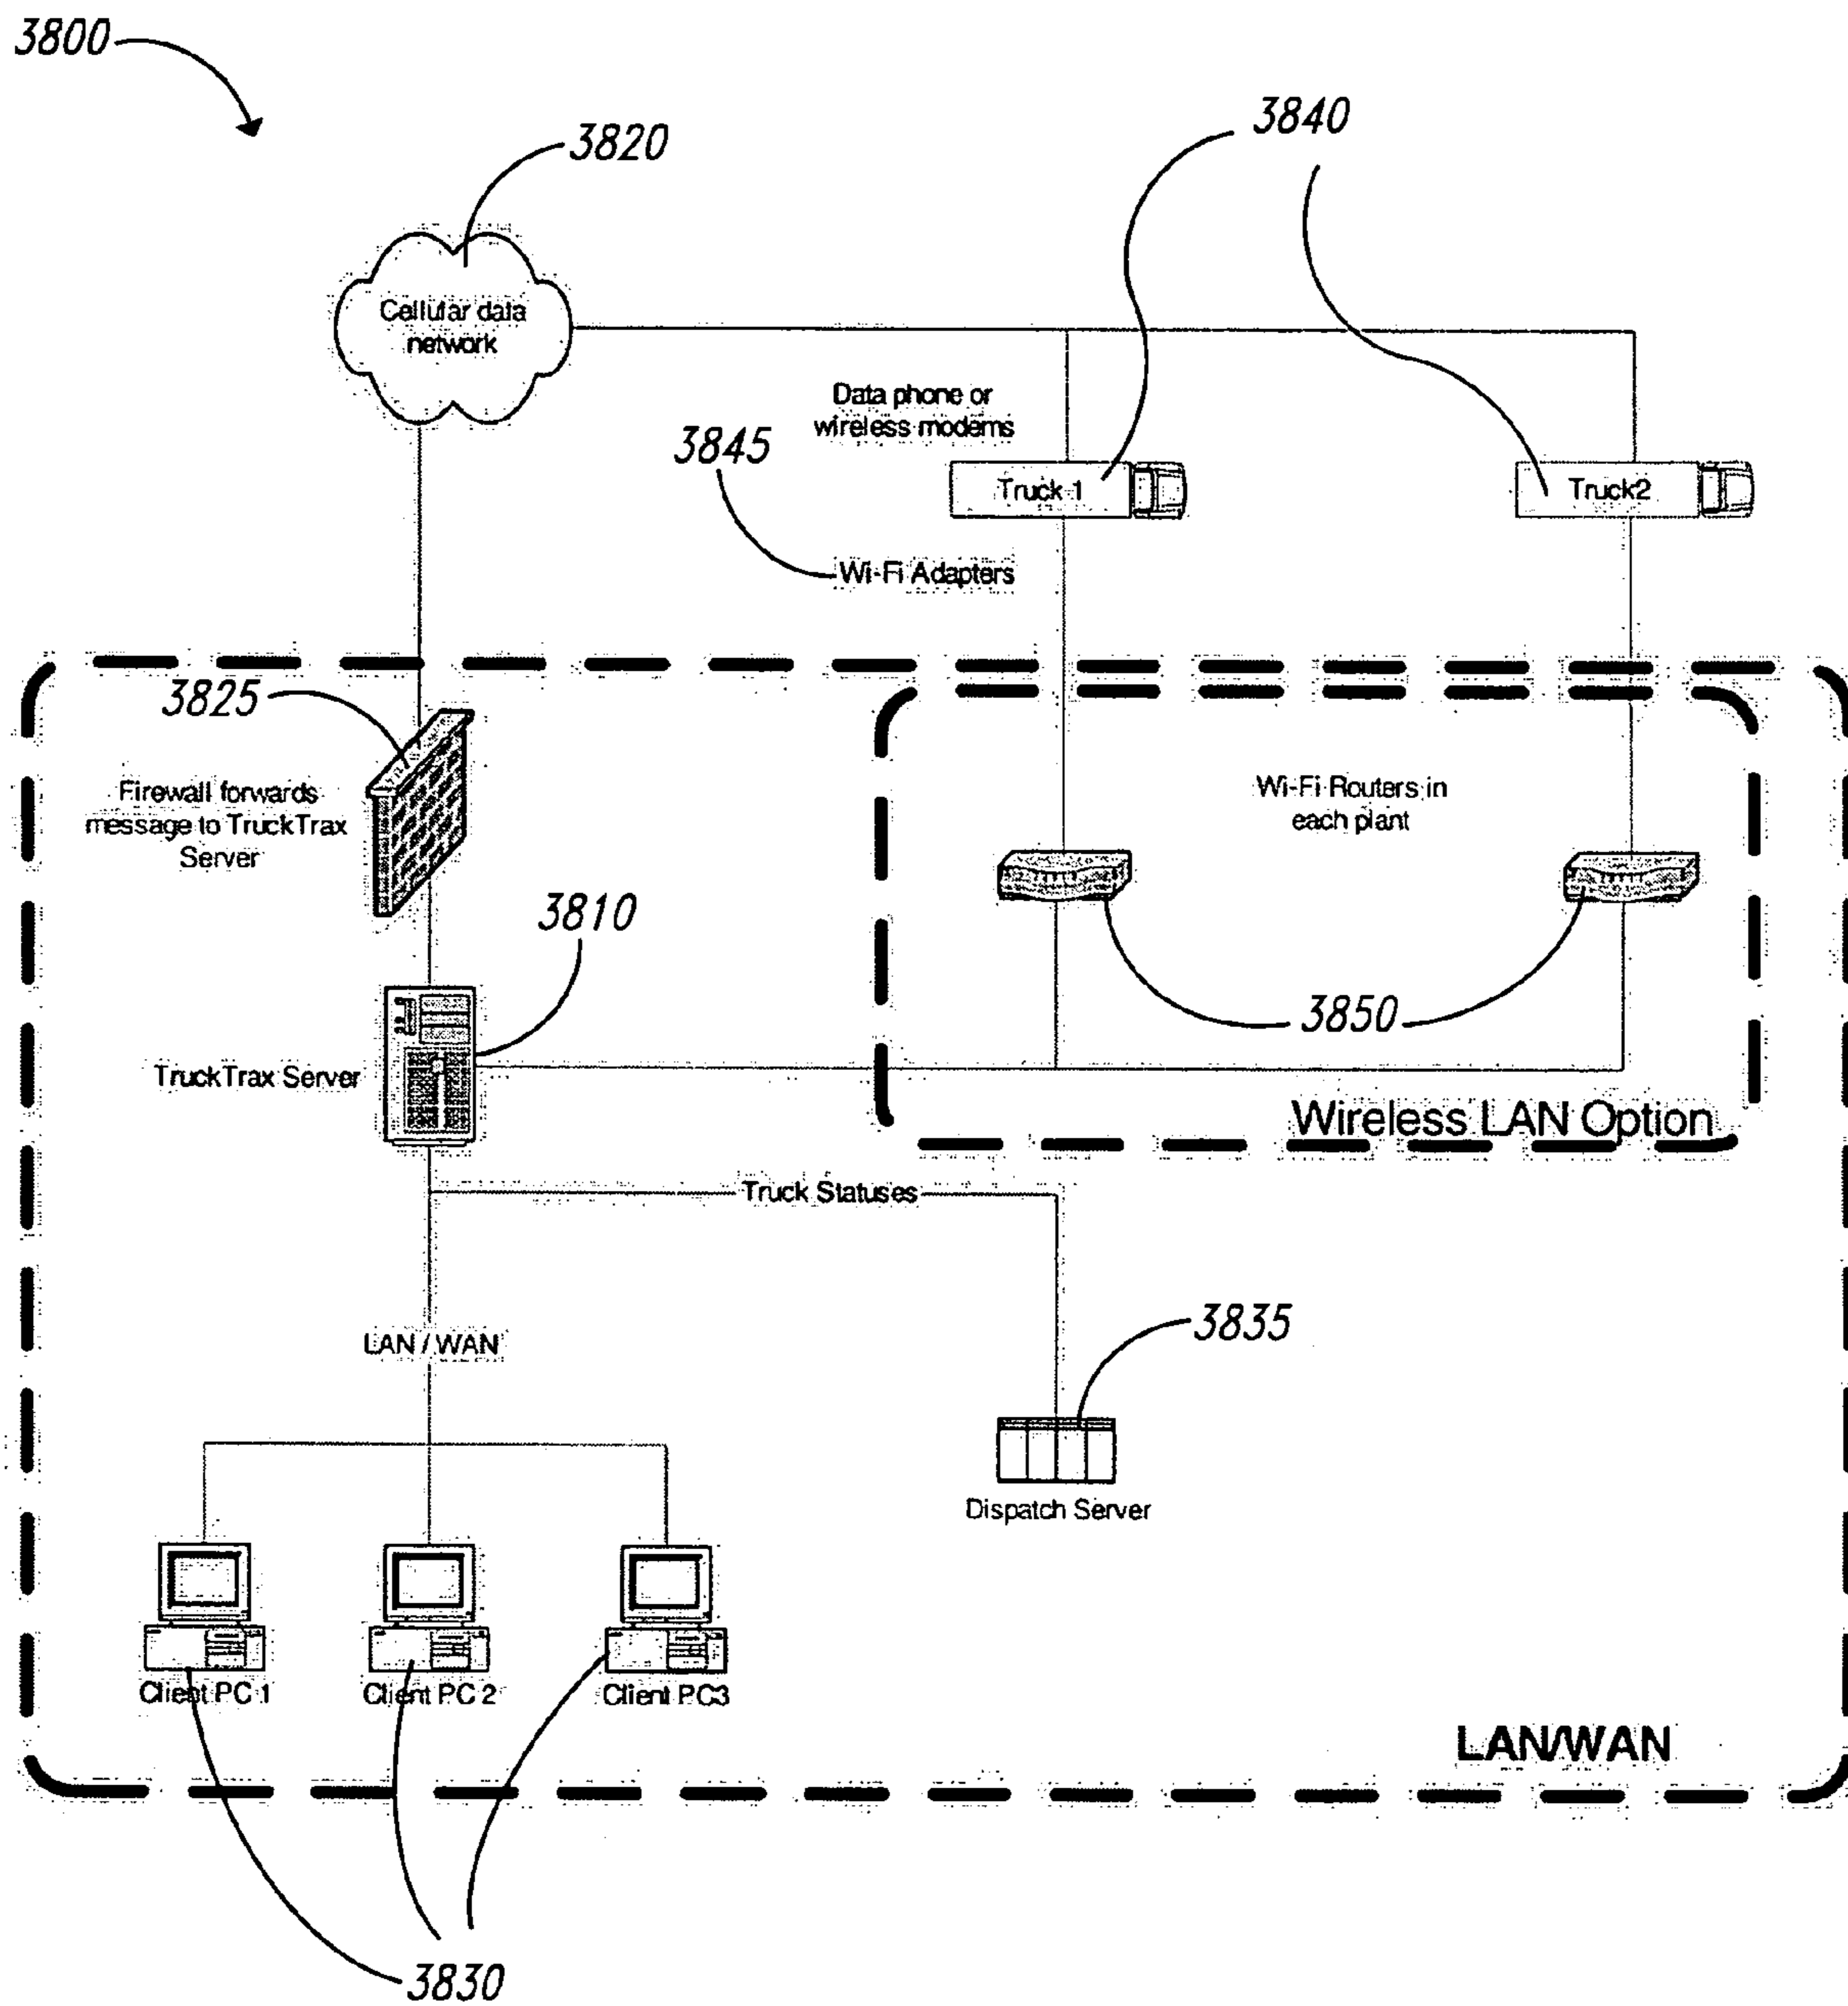 3800
3820
3840
Cellular data
network
Data phone or
wireless modems
3845
Truck 1
Truck2
Wi-Fi Adapters
3825
Firewall forwards
message to TruckTrax
Server
Wi-Fi Routers in
each plant
3810
3850
TruckTrax Server
Wireless LAN Option
Truck Statuses
LAN / WAN
3835
Dispatch Server
Client PC 1
Client PC 2
Client PC3
LAN/WAN
3830